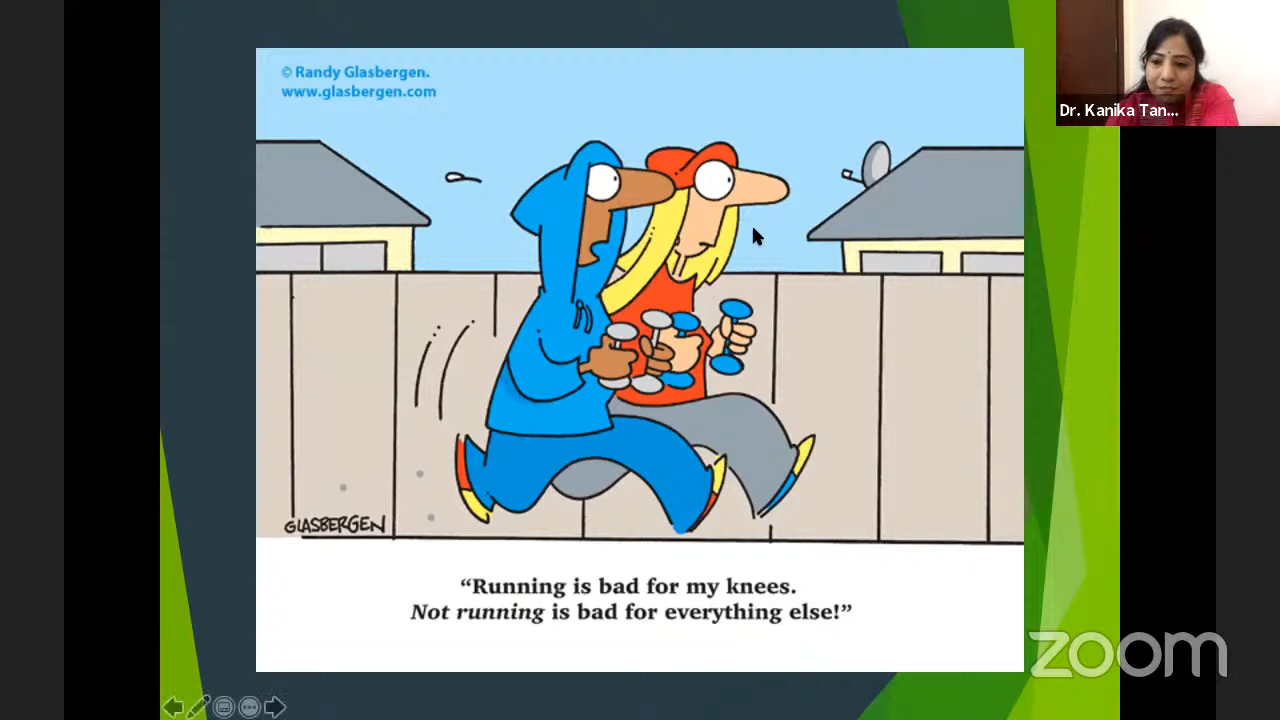 © Randy Glasbergen.
www.glasbergen.com
Dr. Kanika Tan...
GLASBERGEN
“Running is bad for my knees.
Not running is bad for everything else!”
zoom